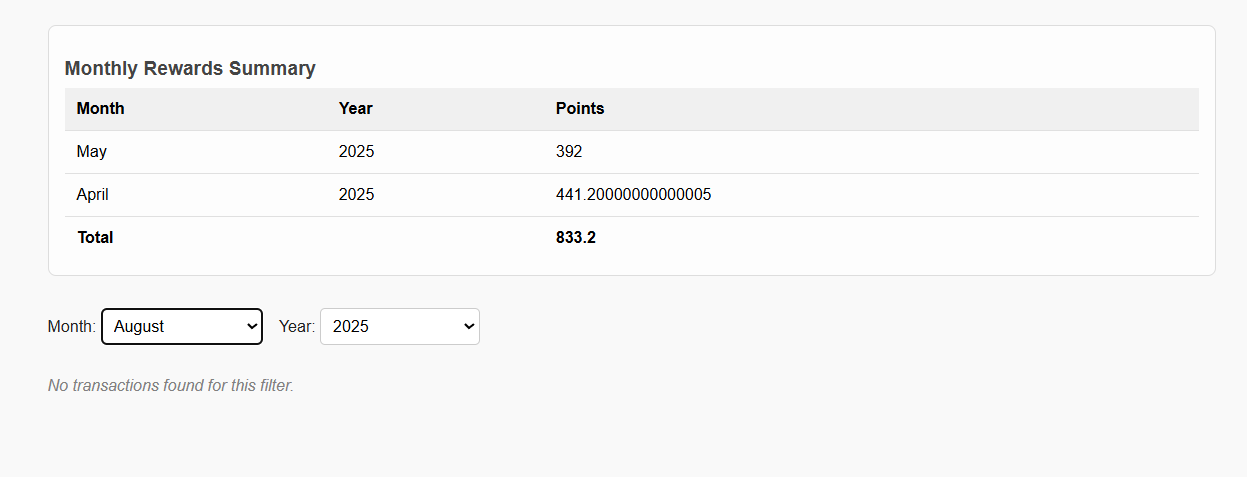 Monthly Rewards Summary
Month Year Points
May 2025 392
April 2025 441.20000000000005
Total 833.2
Month: August Year: 2025
No transactions found for this filter.